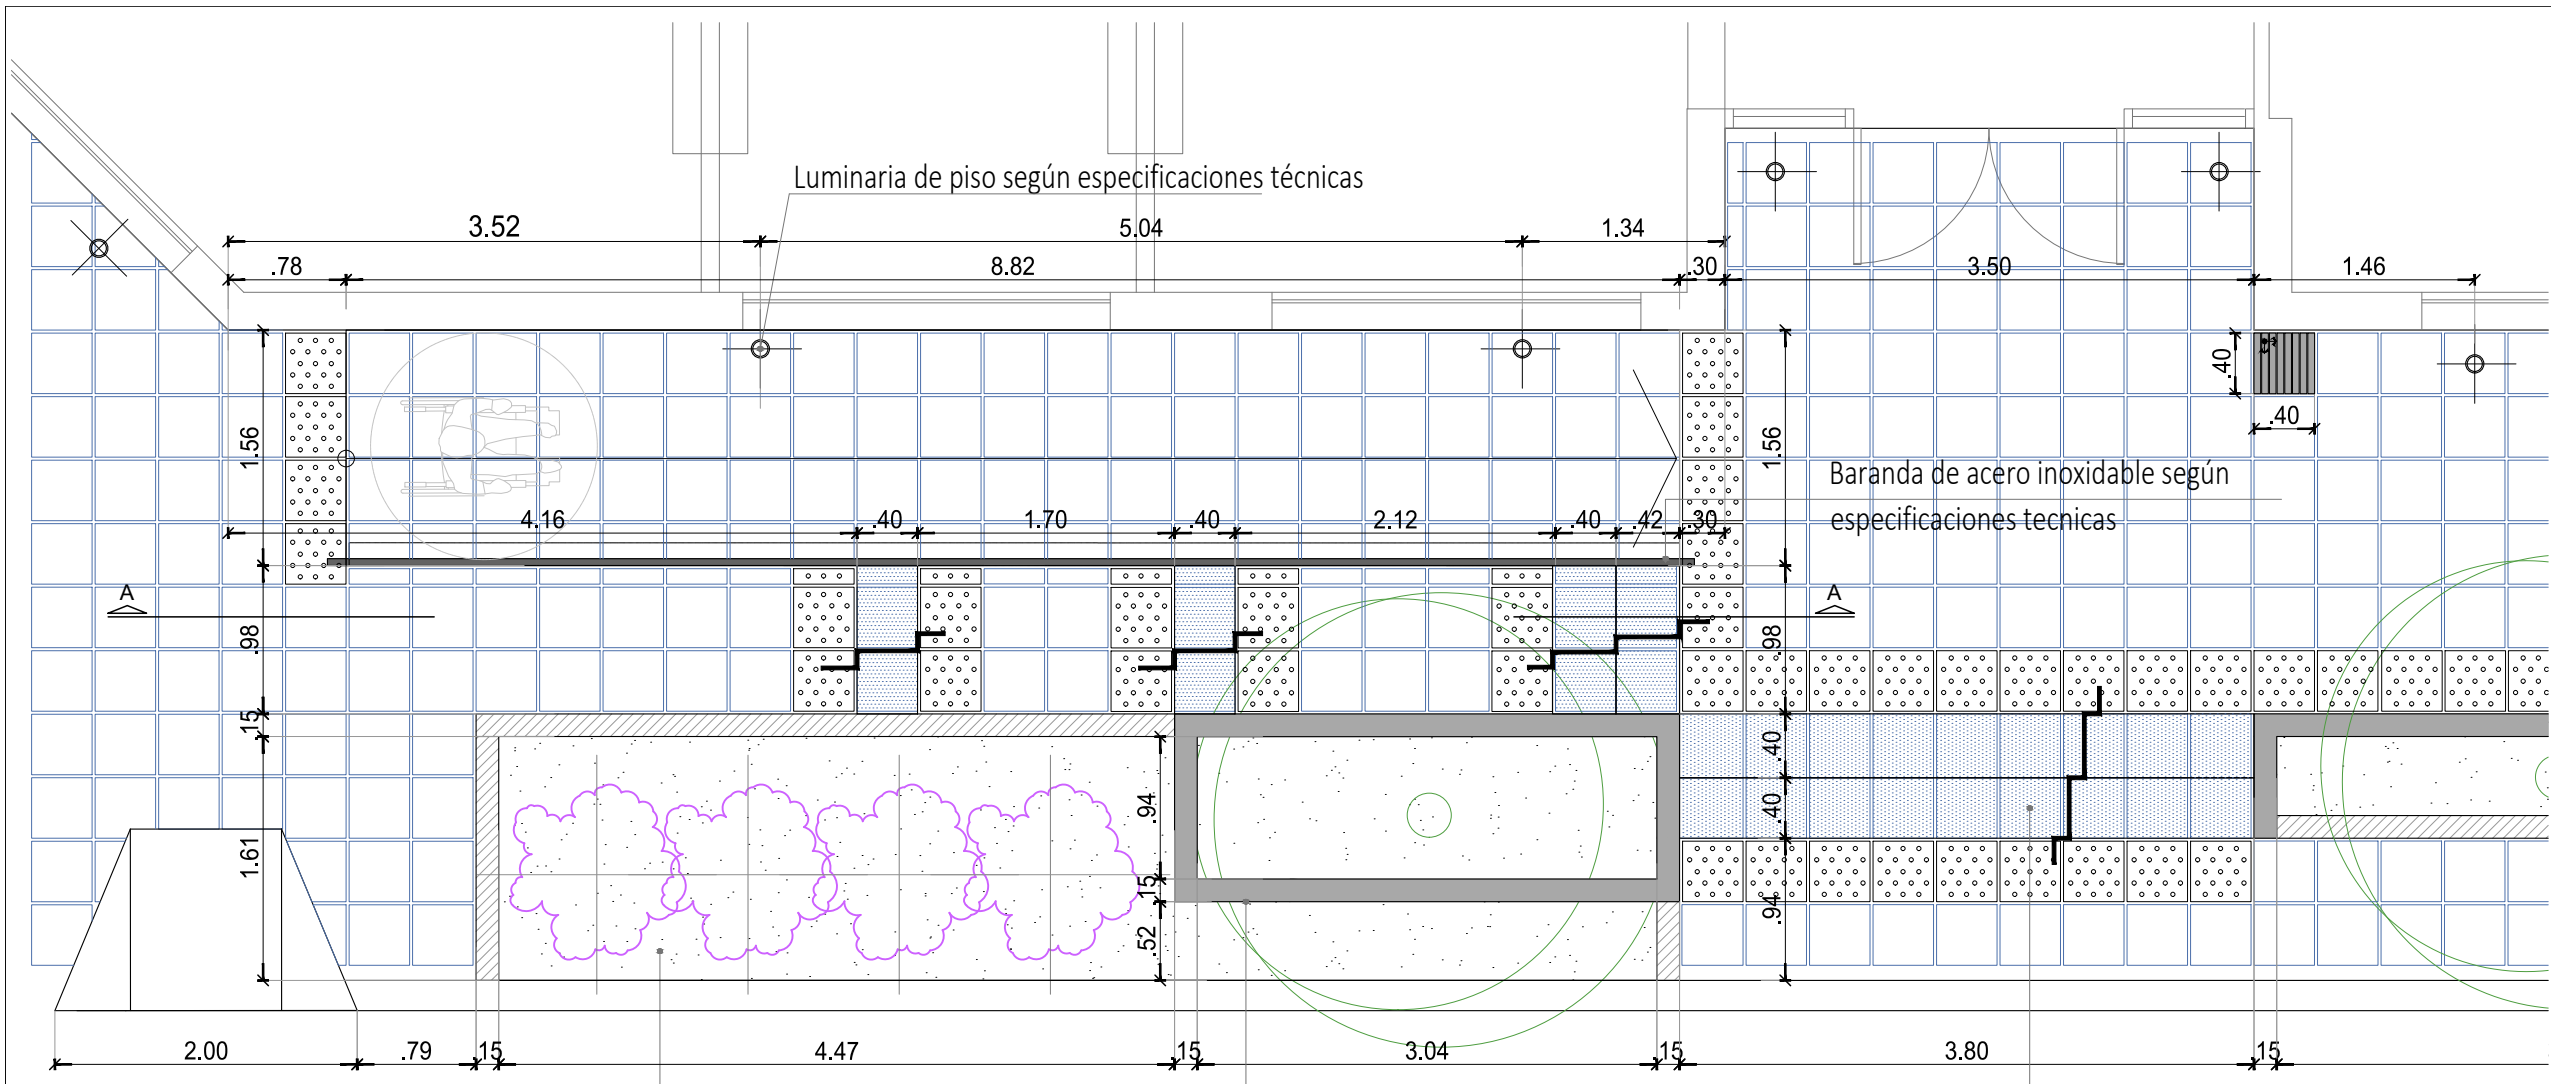 Luminaria de piso según especificaciones técnicas
3.52 5.04 1.34
.78 8.82 .30 3.50 1.46
.40
.40
1.56 1.56
Baranda de acero inoxidable según
especificaciones tecnicas
4.16 .40 1.70 .40 2.12 .40 .42 .30
A A
.98 .98
.15
.40
.94 .40
1.61
.15 .94
.52
2.00 .79 .15 4.47 .15 3.04 .15 3.80 .15